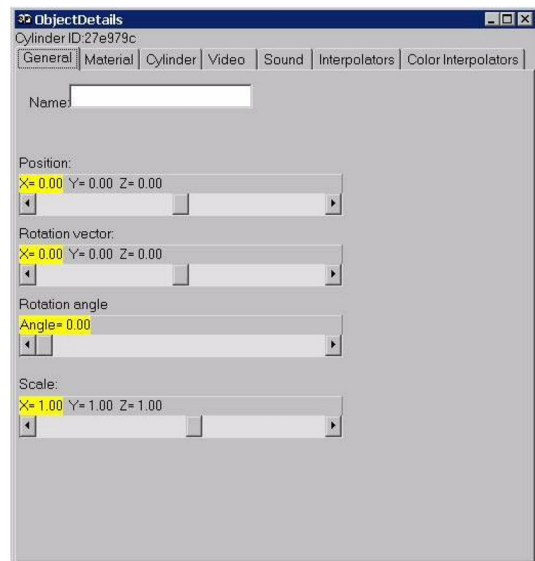 3D ObjectDetails
Cylinder ID:27e979c
General Material Cylinder Video Sound Interpolators Color Interpolators
Name:
Position:
X= 0.00 Y= 0.00 Z= 0.00
Rotation vector:
X= 0.00 Y= 0.00 Z= 0.00
Rotation angle
Angle= 0.00
Scale:
X= 1.00 Y= 1.00 Z= 1.00